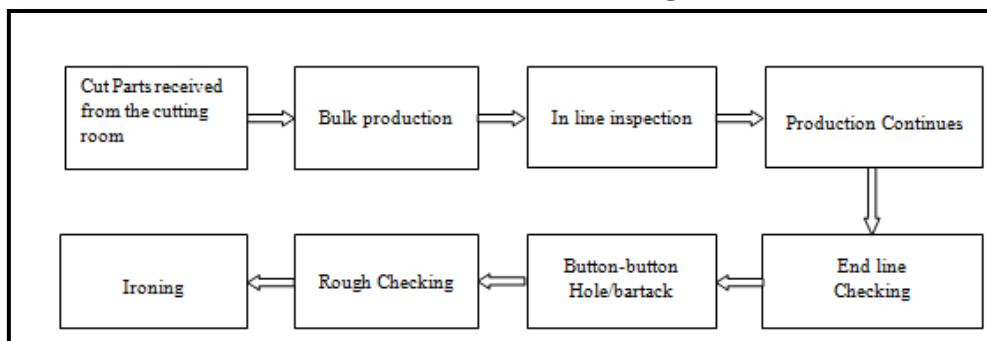 Cut Parts received
from the cutting
room
Bulk production
In line inspection
Production Continues
End line
Checking
Button-button
Hole/bartack
Rough Checking
Ironing